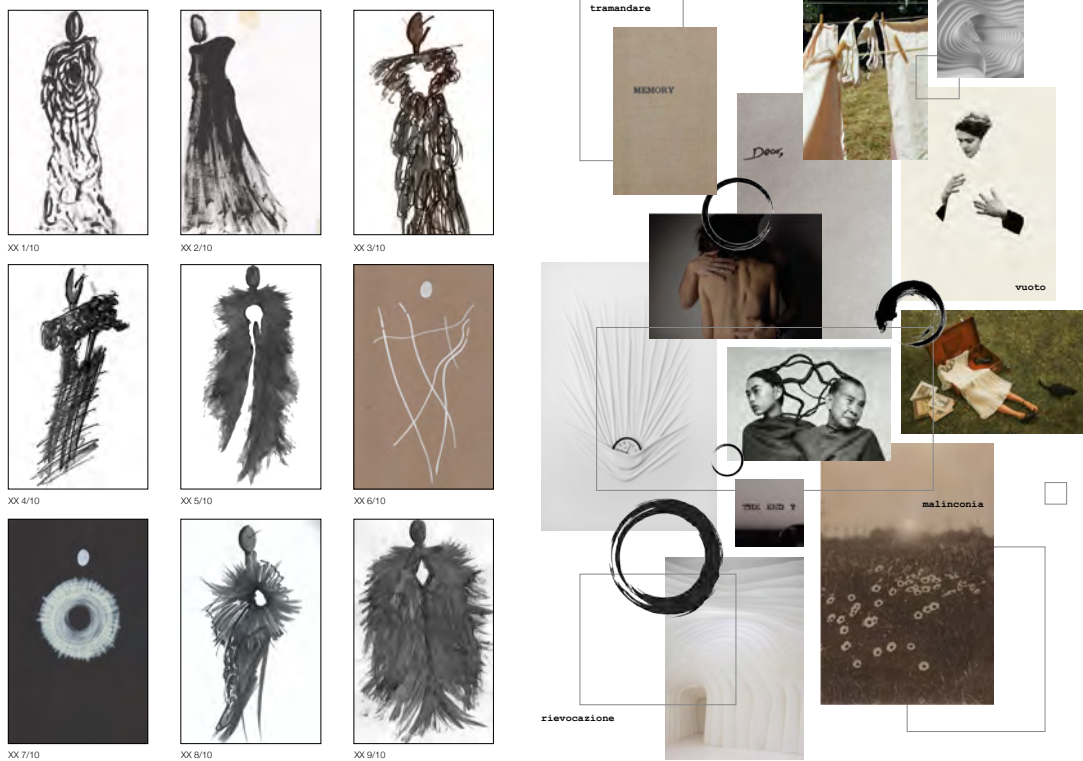 XX 1/10
XX 2/10
XX 3/10
XX 4/10
XX 5/10
XX 6/10
XX 7/10
XX 8/10
XX 9/10
tramandare
MEMORY
Dear,
vuoto
THE END ?
malinconia
rievocazione